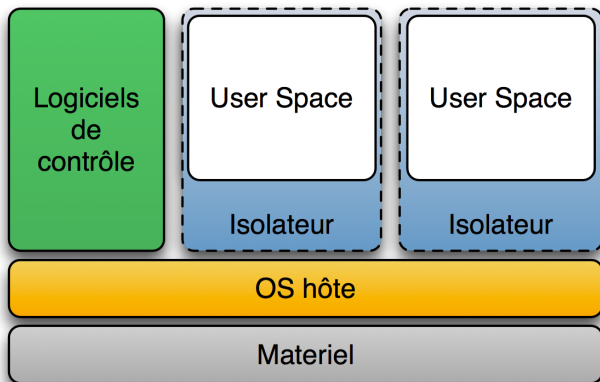 Logiciels
de
contrôle
User Space
Isolateur
User Space
Isolateur
OS hôte
Materiel